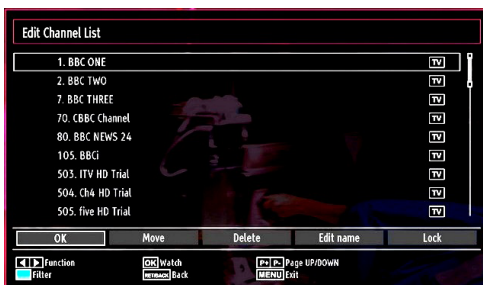 Edit Channel List
1. BBC ONE TV
2. BBC TWO TV
7. BBC THREE TV
70. CBBC Channel TV
80. BBC NEWS 24 TV
105. BBCi TV
503. ITV HD Trial TV
504. Ch4 HD Trial TV
505. five HD Trial TV
OK Move Delete Edit name Lock
Function OK Watch P+ P- Page UP/DOWN
Filter RET/BACK Back MENU Exit